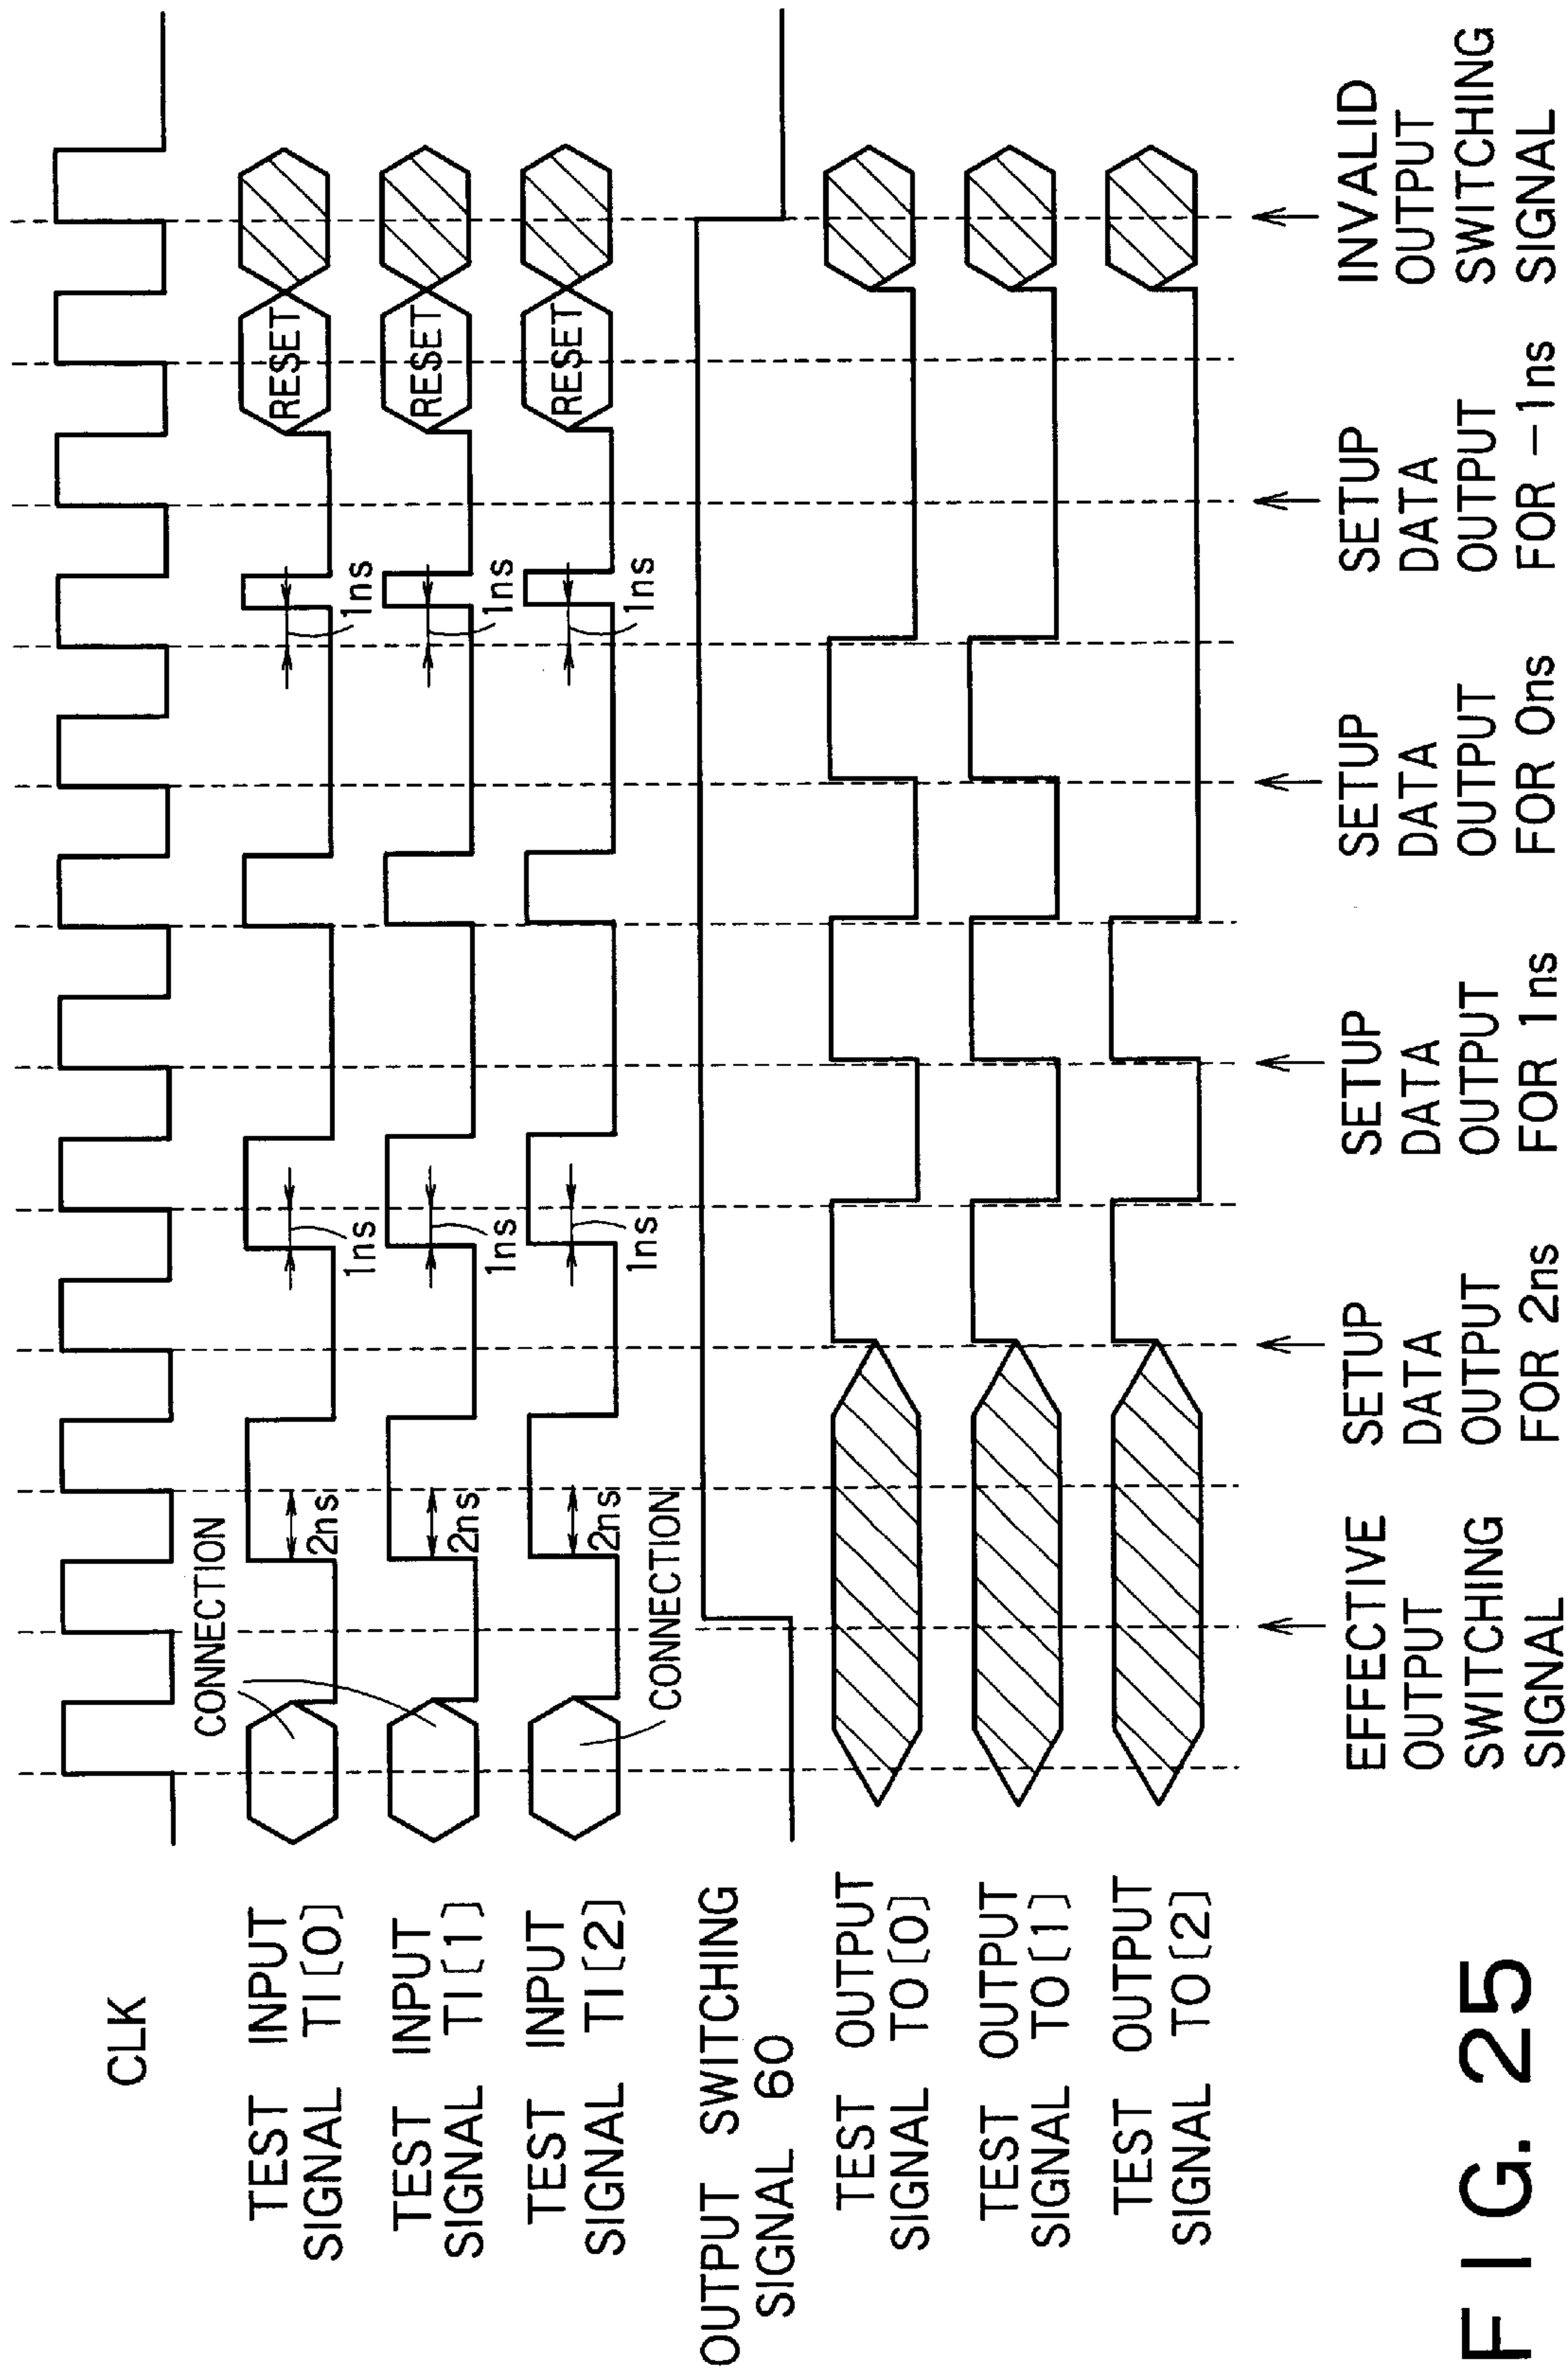 CLK
TEST INPUT
SIGNAL TI[0]
TEST INPUT
SIGNAL TI[1]
TEST INPUT
SIGNAL TI[2]
OUTPUT SWITCHING
SIGNAL 60
TEST OUTPUT
SIGNAL TO[0]
TEST OUTPUT
SIGNAL TO[1]
TEST OUTPUT
SIGNAL TO[2]
CONNECTION
2ns
1ns
1ns
RESET
2ns
1ns
1ns
RESET
2ns
1ns
1ns
RESET
CONNECTION
EFFECTIVE
OUTPUT
SWITCHING
SIGNAL
SETUP
DATA
OUTPUT
FOR 2ns
SETUP
DATA
OUTPUT
FOR 1ns
SETUP
DATA
OUTPUT
FOR 0ns
SETUP
DATA
OUTPUT
FOR -1ns
INVALID
OUTPUT
SWITCHING
SIGNAL
FIG. 25